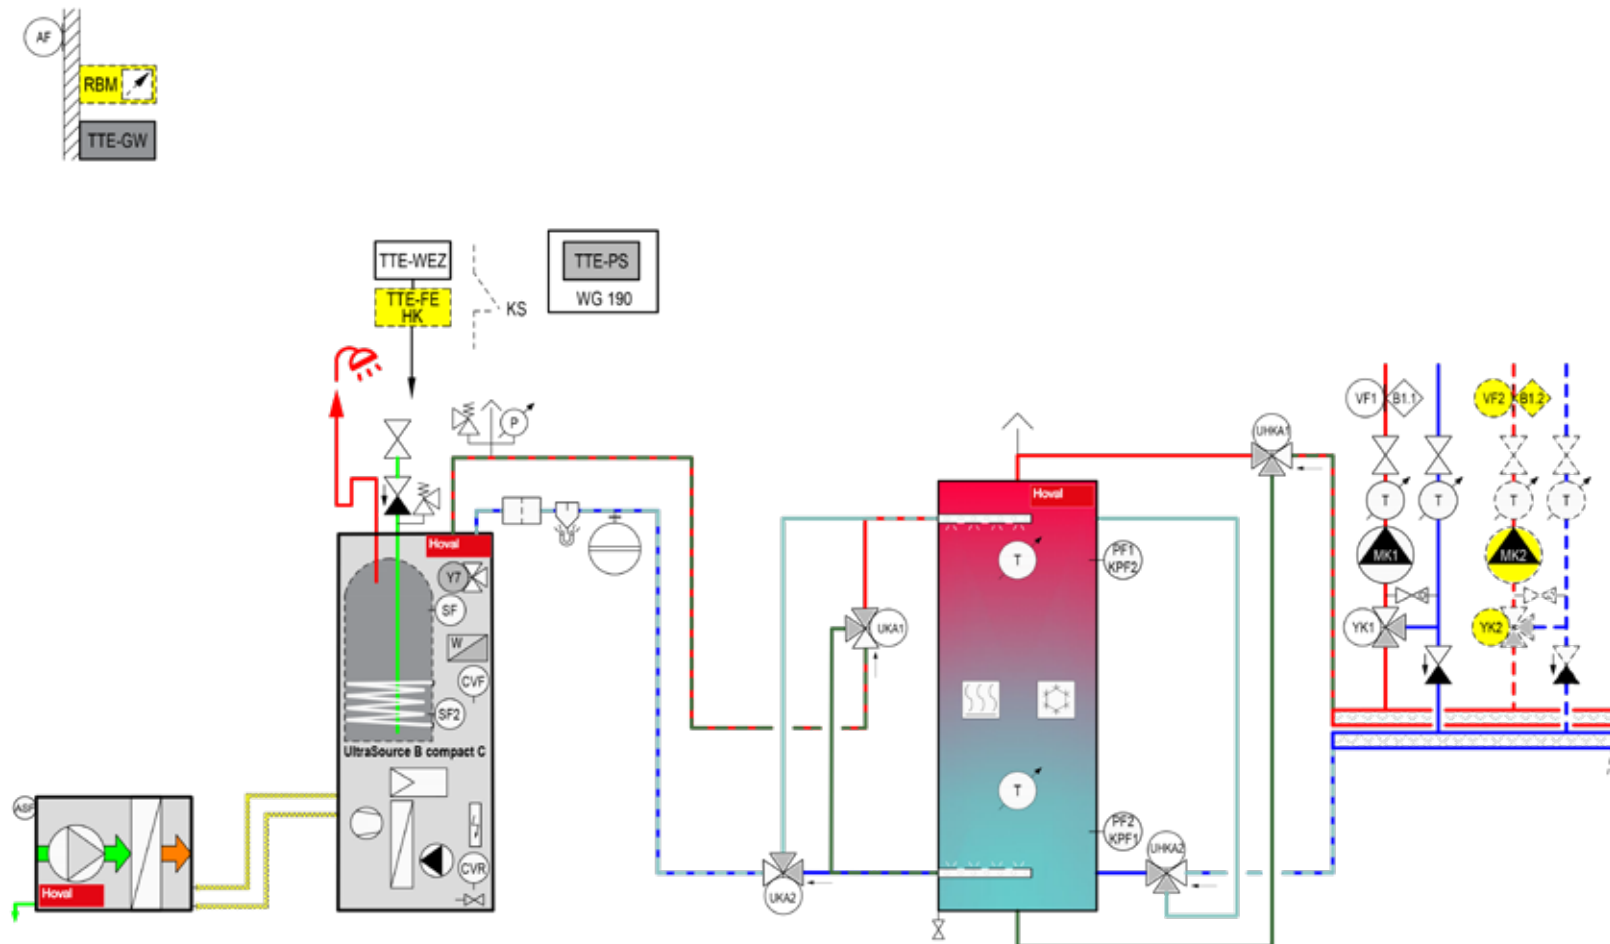 AF
RBM
TTE-GW
TTE-WEZ
TTE-FE
HK
KS
TTE-PS
WG 190
P
Hoval
Y7
SF
W
CVF
SF2
UltraSource B compact C
CVR
ASF
Hoval
UKA1
UKA2
Hoval
T
PF1
KPF2
T
PF2
KPF1
UHKA1
UHKA2
VF1
B1.1
VF2
B1.2
T
T
T
T
MK1
MK2
YK1
YK2